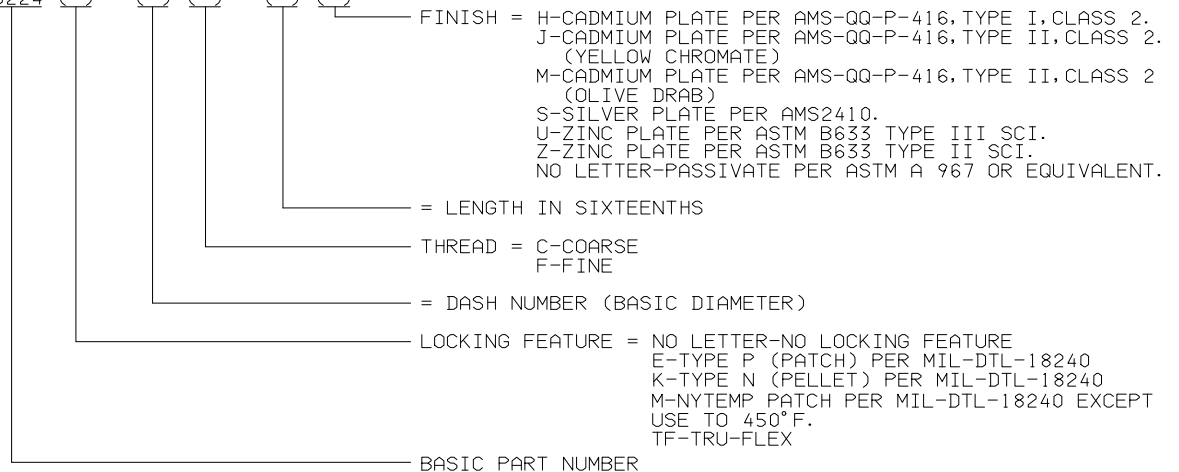 FINISH = H-CADMIUM PLATE PER AMS-QQ-P-416,TYPE I,CLASS 2.
J-CADMIUM PLATE PER AMS-QQ-P-416,TYPE II,CLASS 2.
(YELLOW CHROMATE)
M-CADMIUM PLATE PER AMS-QQ-P-416,TYPE II,CLASS 2
(OLIVE DRAB)
S-SILVER PLATE PER AMS2410.
U-ZINC PLATE PER ASTM B633 TYPE III SCI.
Z-ZINC PLATE PER ASTM B633 TYPE II SCI.
NO LETTER-PASSIVATE PER ASTM A 967 OR EQUIVALENT.
= LENGTH IN SIXTEENTHS
THREAD = C-COARSE
F-FINE
= DASH NUMBER (BASIC DIAMETER)
LOCKING FEATURE = NO LETTER-NO LOCKING FEATURE
E-TYPE P (PATCH) PER MIL-DTL-18240
K-TYPE N (PELLET) PER MIL-DTL-18240
M-NYTEMP PATCH PER MIL-DTL-18240 EXCEPT
USE TO 450°F.
TF-TRU-FLEX
BASIC PART NUMBER